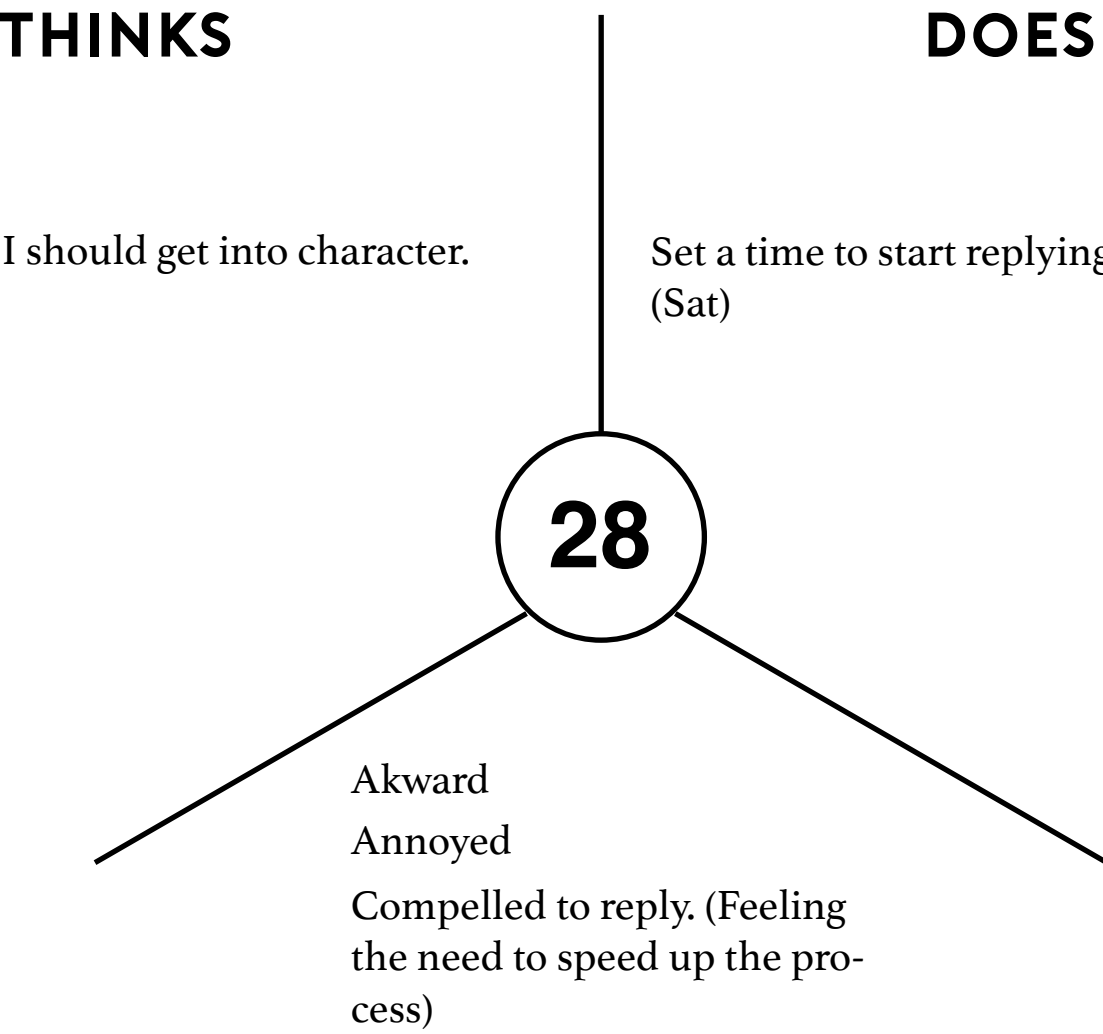 THINKS
DOES
I should get into character.
Set a time to start replying
(Sat)
28
Akward
Annoyed
Compelled to reply. (Feeling
the need to speed up the pro-
cess)